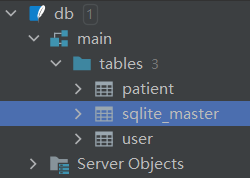 db 1
main
tables 3
patient
sqlite_master
user
Server Objects